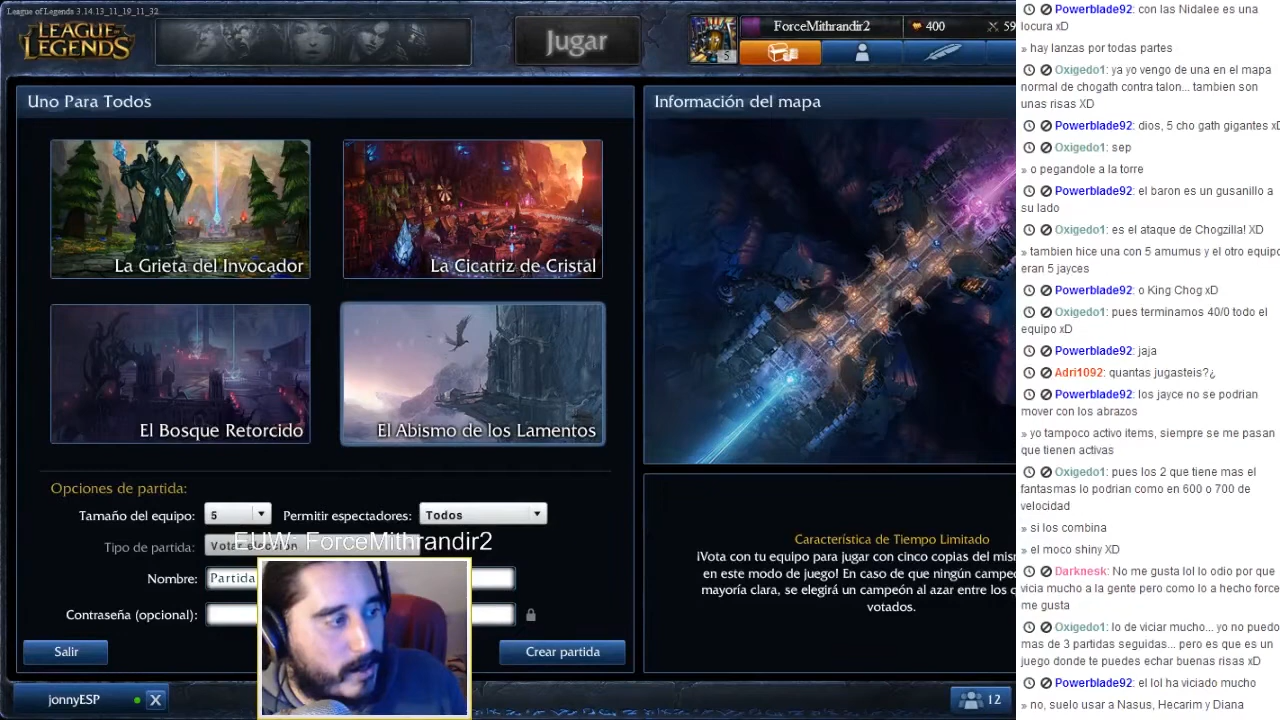 League of Legends 3.14.13_11_19_11_32
LEAGUE of
LEGENDS
Jugar
5
ForceMithrandir2
400
59
Uno Para Todos
La Grieta del Invocador
La Cicatriz de Cristal
El Bosque Retorcido
El Abismo de los Lamentos
Opciones de partida:
Tamaño del equipo: 5
Permitir espectadores: Todos
Tipo de partida:
EUW: ForceMithrandir2
Nombre: Partida
Contraseña (opcional):
Salir
Crear partida
jonnyESP X
12
Información del mapa
Característica de Tiempo Limitado
¡Vota con tu equipo para jugar con cinco copias del
en este modo de juego! En caso de que ningún
mayoría clara, se elegirá un campeón al azar entre los
votados.
Powerblade92: con las Nidalee es una
locura xD
» hay lanzas por todas partes
Oxigedo1: ya yo vengo de una en el mapa
normal de chogath contra talon... tambien son
unas risas XD
Powerblade92: dios, 5 cho gath gigantes xD
Oxigedo1: sep
» o pegandole a la torre
Powerblade92: el baron es un gusanillo a
su lado
Oxigedo1: es el ataque de Chogzilla! XD
» tambien hice una con 5 amumus y el otro equipo
eran 5 jayces
Powerblade92: o King Chog xD
Oxigedo1: pues terminamos 40/0 todo el
equipo xD
Powerblade92: jaja
Adri1092: quantas jugasteis?¿
Powerblade92: los jayce no se podrian
mover con los abrazos
» yo tampoco activo items, siempre se me pasan
que tienen activas
Oxigedo1: pues los 2 que tiene mas el
fantasmas lo podrian como en 600 o 700 de
velocidad
» si los combina
» el moco shiny XD
Darknesk: No me gusta lol lo odio por que
vicia mucho a la gente pero como lo a hecho force
me gusta
Oxigedo1: lo de viciar mucho... yo no puedo
mas de 3 partidas seguidas... pero es que es un
juego donde te puedes echar buenas risas xD
Powerblade92: el lol ha viciado mucho
» no, suelo usar a Nasus, Hecarim y Diana